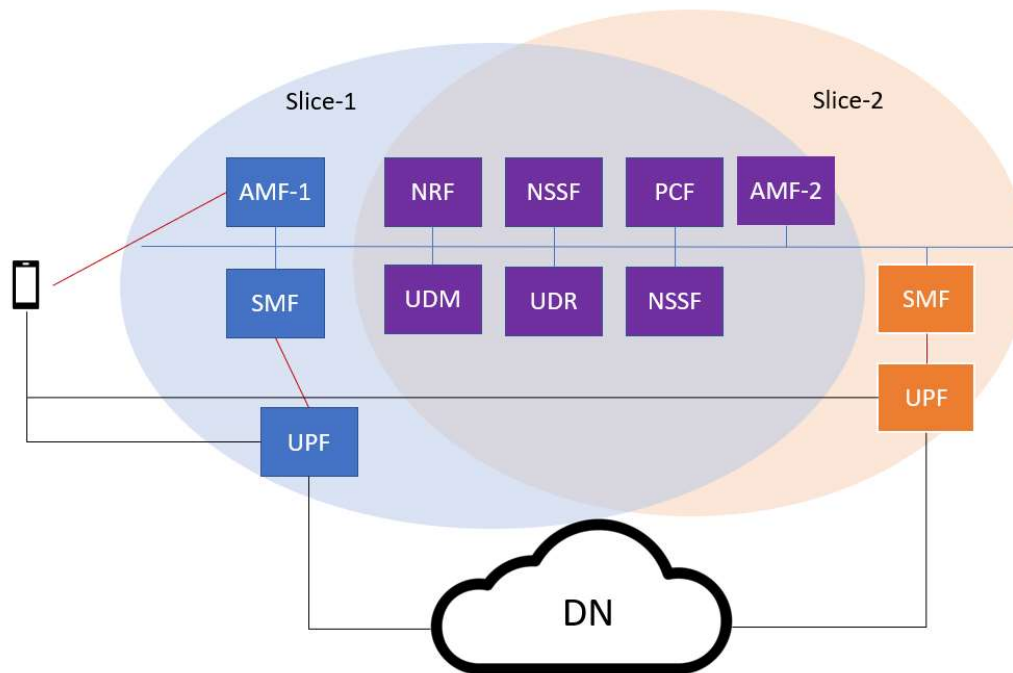 Slice-1
Slice-2
AMF-1
NRF
NSSF
PCF
AMF-2
SMF
UDM
UDR
NSSF
SMF
UPF
UPF
DN